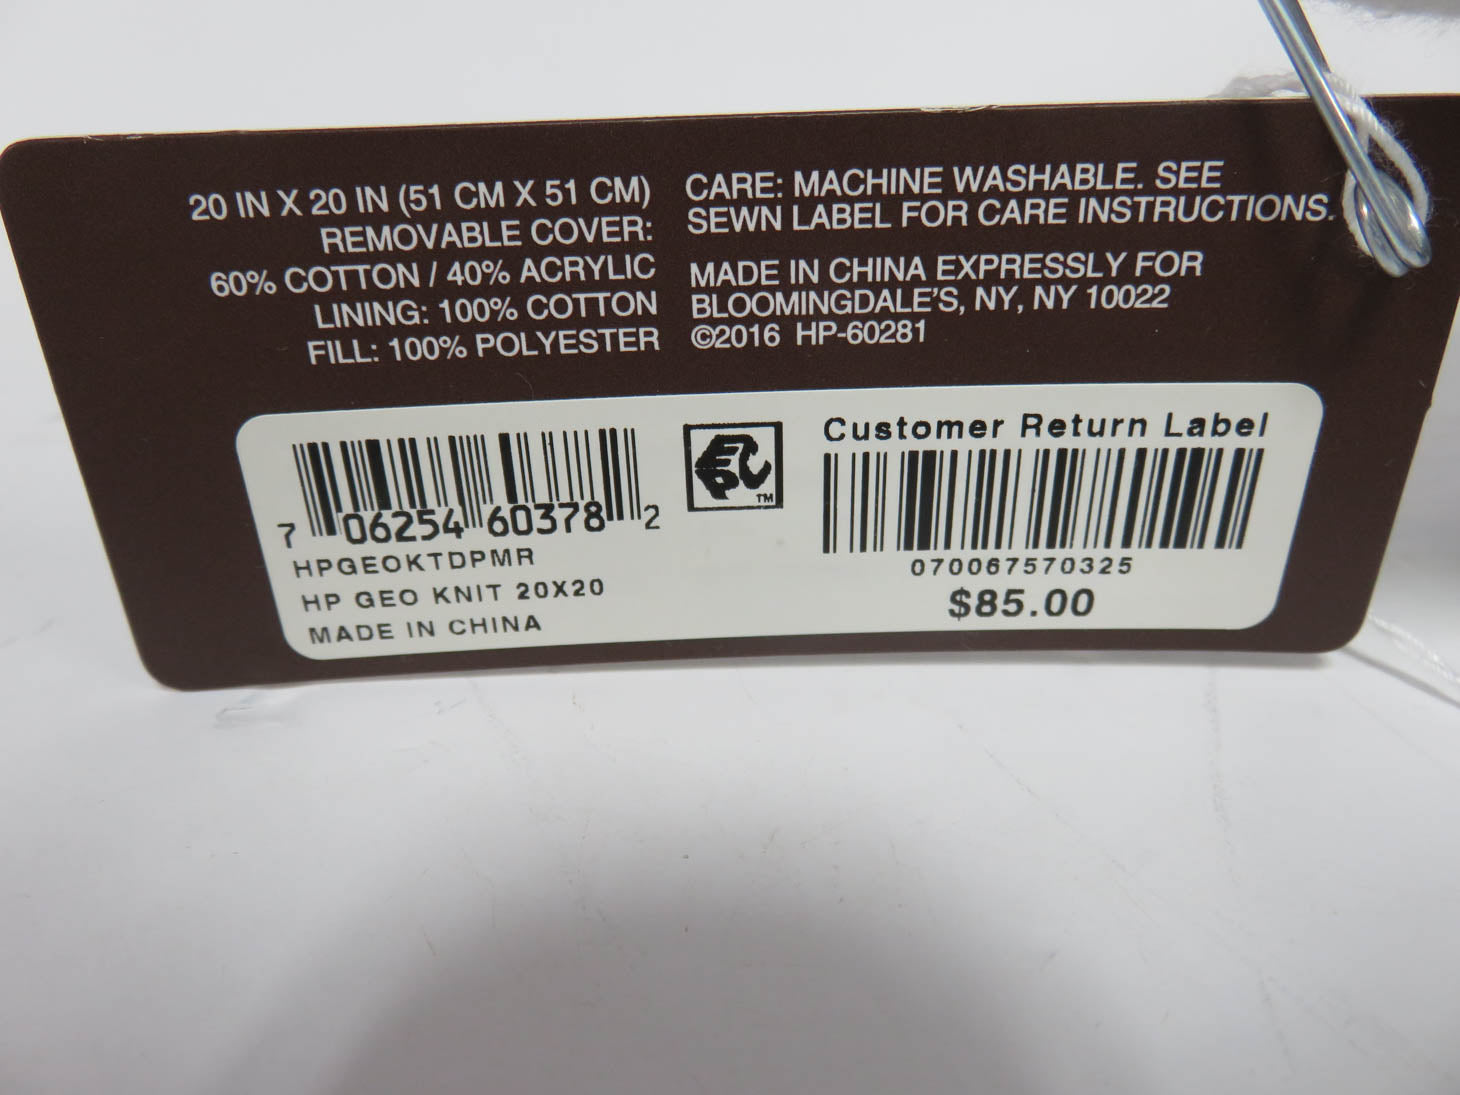 20 IN X 20 IN (51 CM X 51 CM)
REMOVABLE COVER:
60% COTTON / 40% ACRYLIC
LINING: 100% COTTON
FILL: 100% POLYESTER
CARE: MACHINE WASHABLE. SEE
SEWN LABEL FOR CARE INSTRUCTIONS.
MADE IN CHINA EXPRESSLY FOR
BLOOMINGDALE'S, NY, NY 10022
©2016 HP-60281
7 06254 60378 2
HPGEOKTDPMR
HP GEO KNIT 20X20
MADE IN CHINA
EPC
TM
Customer Return Label
070067570325
$85.00